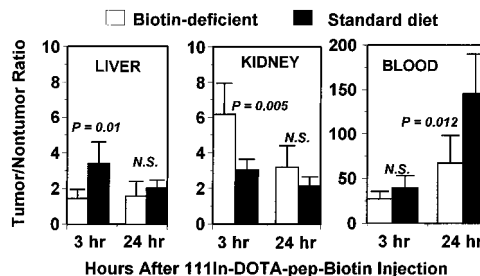 Biotin-deficient Standard diet
Tumor/Nontumor Ratio
10
8
6
4
2
0
LIVER
P = 0.01
N.S.
3 hr 24 hr
10
8
6
4
2
0
KIDNEY
P = 0.005
N.S.
3 hr 24 hr
200
150
100
50
0
BLOOD
P = 0.012
N.S.
3 hr 24 hr
Hours After 111In-DOTA-pep-Biotin Injection